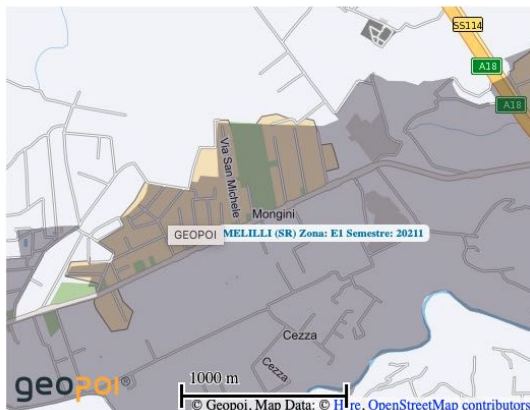 SS114
A18
A18
Via San Michele
Mongini
GEOPOI MELILLI (SR) Zona: E1 Semestre: 20211
Cezza
Cezza
1000 m
geopoi®
© Geopoi, Map Data: © Here, OpenStreetMap contributors